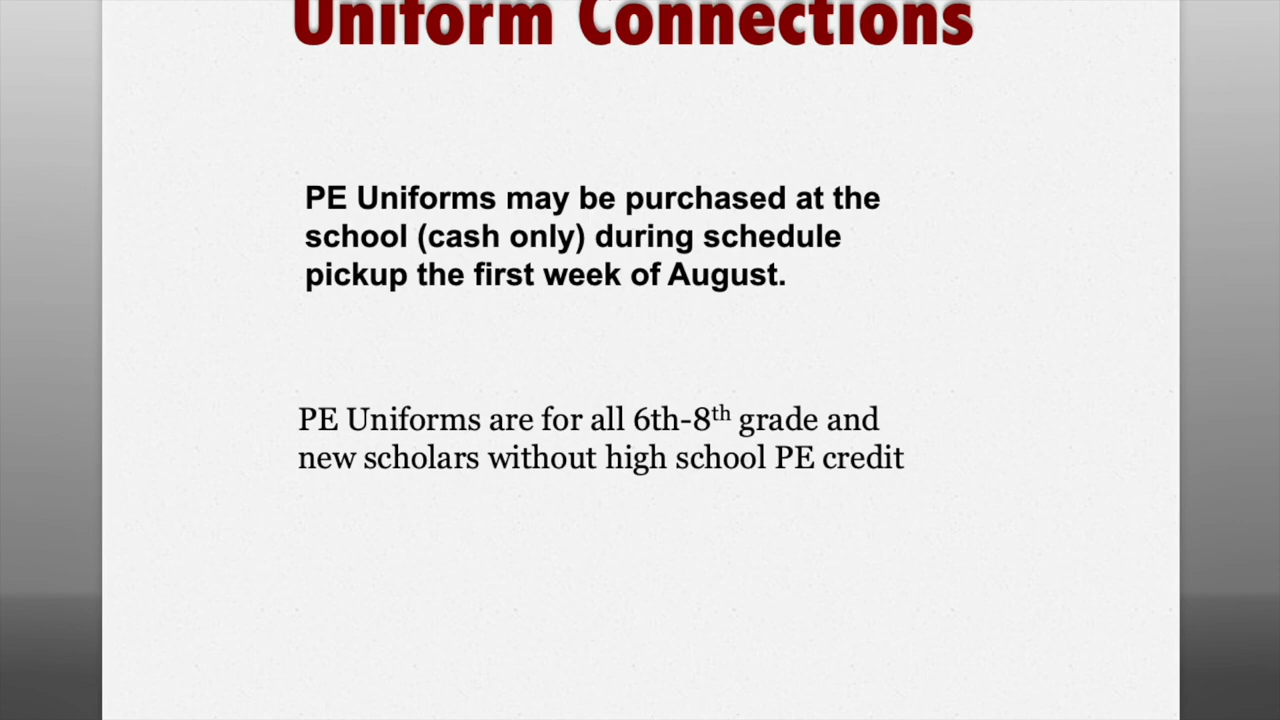 Uniform Connections
PE Uniforms may be purchased at the
school (cash only) during schedule
pickup the first week of August.
PE Uniforms are for all 6th-8th grade and
new scholars without high school PE credit